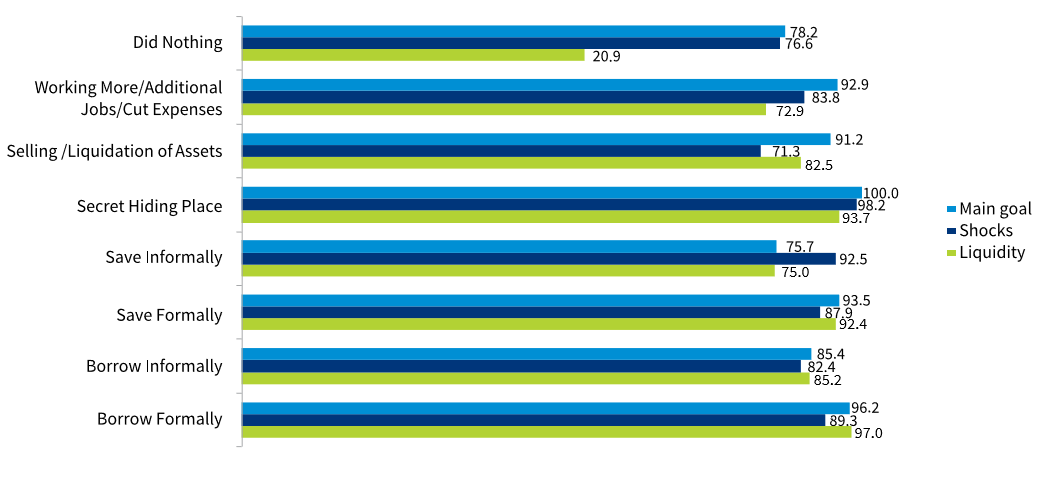 Did Nothing
78.2
76.6
20.9
Working More/Additional
Jobs/Cut Expenses
92.9
83.8
72.9
Selling /Liquidation of Assets
91.2
71.3
82.5
Secret Hiding Place
100.0
98.2
93.7
Save Informally
75.7
92.5
75.0
Save Formally
93.5
87.9
92.4
Borrow Informally
85.4
82.4
85.2
Borrow Formally
96.2
89.3
97.0
Main goal
Shocks
Liquidity